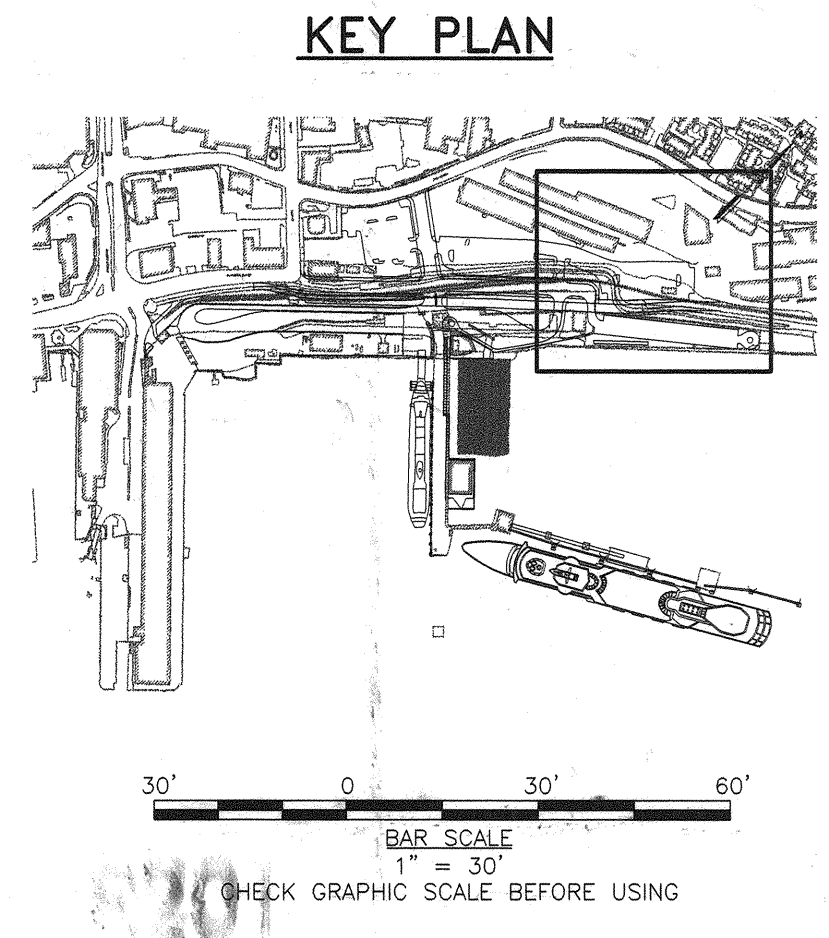 KEY PLAN
30' 0 30' 60'
BAR SCALE
1" = 30'
CHECK GRAPHIC SCALE BEFORE USING